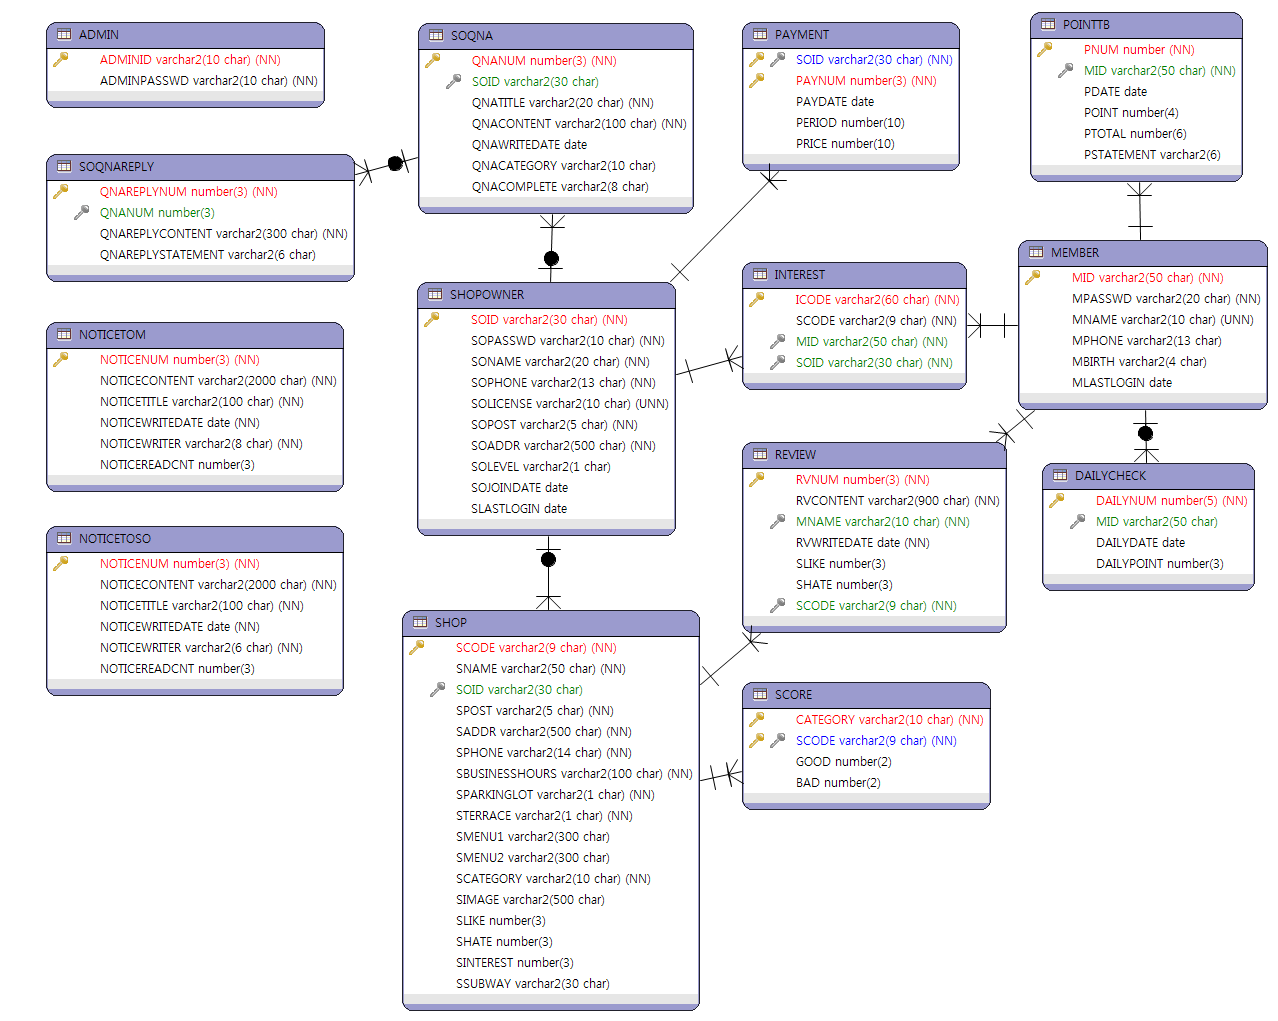 ADMIN
ADMINID varchar2(10 char) (NN)
ADMINPASSWD varchar2(10 char) (NN)
SOQNAREPLY
QNAREPLYNUM number(3) (NN)
QNANUM number(3)
QNAREPLYCONTENT varchar2(300 char) (NN)
QNAREPLYSTATEMENT varchar2(6 char)
NOTICETOM
NOTICENUM number(3) (NN)
NOTICECONTENT varchar2(2000 char) (NN)
NOTICETITLE varchar2(100 char) (NN)
NOTICEWRITEDATE date (NN)
NOTICEWRITER varchar2(8 char) (NN)
NOTICEREADCNT number(3)
NOTICETOSO
NOTICENUM number(3) (NN)
NOTICECONTENT varchar2(2000 char) (NN)
NOTICETITLE varchar2(100 char) (NN)
NOTICEWRITEDATE date (NN)
NOTICEWRITER varchar2(6 char) (NN)
NOTICEREADCNT number(3)
SOQNA
QNANUM number(3) (NN)
SOID varchar2(30 char)
QNATITLE varchar2(20 char) (NN)
QNACONTENT varchar2(100 char) (NN)
QNAWRITEDATE date
QNACATEGORY varchar2(10 char)
QNACOMPLETE varchar2(8 char)
SHOPOWNER
SOID varchar2(30 char) (NN)
SOPASSWD varchar2(10 char) (NN)
SONAME varchar2(20 char) (NN)
SOPHONE varchar2(13 char) (NN)
SOLICENSE varchar2(10 char) (UNN)
SOPOST varchar2(5 char) (NN)
SOADDR varchar2(500 char) (NN)
SOLEVEL varchar2(1 char)
SOJOINDATE date
SLASTLOGIN date
SHOP
SCODE varchar2(9 char) (NN)
SNAME varchar2(50 char) (NN)
SOID varchar2(30 char)
SPOST varchar2(5 char) (NN)
SADDR varchar2(500 char) (NN)
SPHONE varchar2(14 char) (NN)
SBUSINESSHOURS varchar2(100 char) (NN)
SPARKINGLOT varchar2(1 char) (NN)
STERRACE varchar2(1 char) (NN)
SMENU1 varchar2(300 char)
SMENU2 varchar2(300 char)
SCATEGORY varchar2(10 char) (NN)
SIMAGE varchar2(500 char)
SLIKE number(3)
SHATE number(3)
SINTEREST number(3)
SSUBWAY varchar2(30 char)
PAYMENT
SOID varchar2(30 char) (NN)
PAYNUM number(3) (NN)
PAYDATE date
PERIOD number(10)
PRICE number(10)
INTEREST
ICODE varchar2(60 char) (NN)
SCODE varchar2(9 char) (NN)
MID varchar2(50 char) (NN)
SOID varchar2(30 char) (NN)
REVIEW
RVNUM number(3) (NN)
RVCONTENT varchar2(900 char) (NN)
MNAME varchar2(10 char) (NN)
RVWRITEDATE date (NN)
SLIKE number(3)
SHATE number(3)
SCODE varchar2(9 char) (NN)
SCORE
CATEGORY varchar2(10 char) (NN)
SCODE varchar2(9 char) (NN)
GOOD number(2)
BAD number(2)
POINTTB
PNUM number (NN)
MID varchar2(50 char) (NN)
PDATE date
POINT number(4)
PTOTAL number(6)
PSTATEMENT varchar2(6)
MEMBER
MID varchar2(50 char) (NN)
MPASSWD varchar2(20 char) (NN)
MNAME varchar2(10 char) (UNN)
MPHONE varchar2(13 char)
MBIRTH varchar2(4 char)
MLASTLOGIN date
DAILYCHECK
DAILYNUM number(5) (NN)
MID varchar2(50 char)
DAILYDATE date
DAILYPOINT number(3)